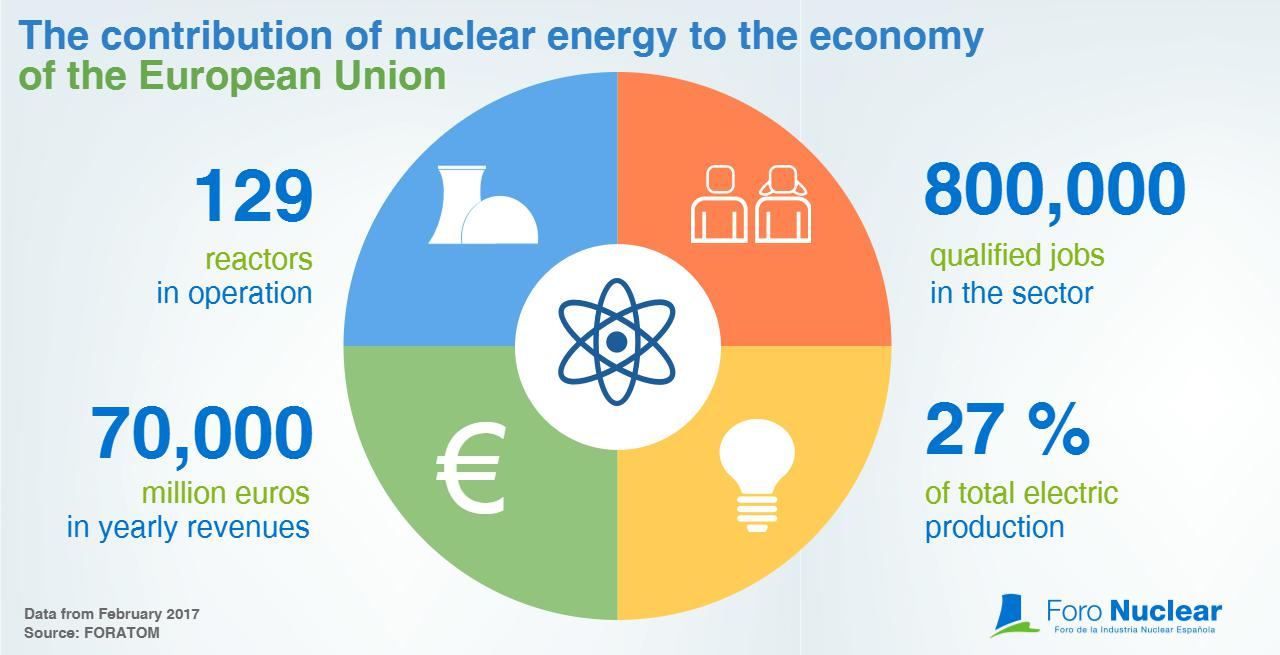 The contribution of nuclear energy to the economy
of the European Union
129
reactors
in operation
800,000
qualified jobs
in the sector
70,000
million euros
in yearly revenues
€
27 %
of total electric
production
Data from February 2017
Source: FORATOM
Foro Nuclear
Foro de la Industria Nuclear Española